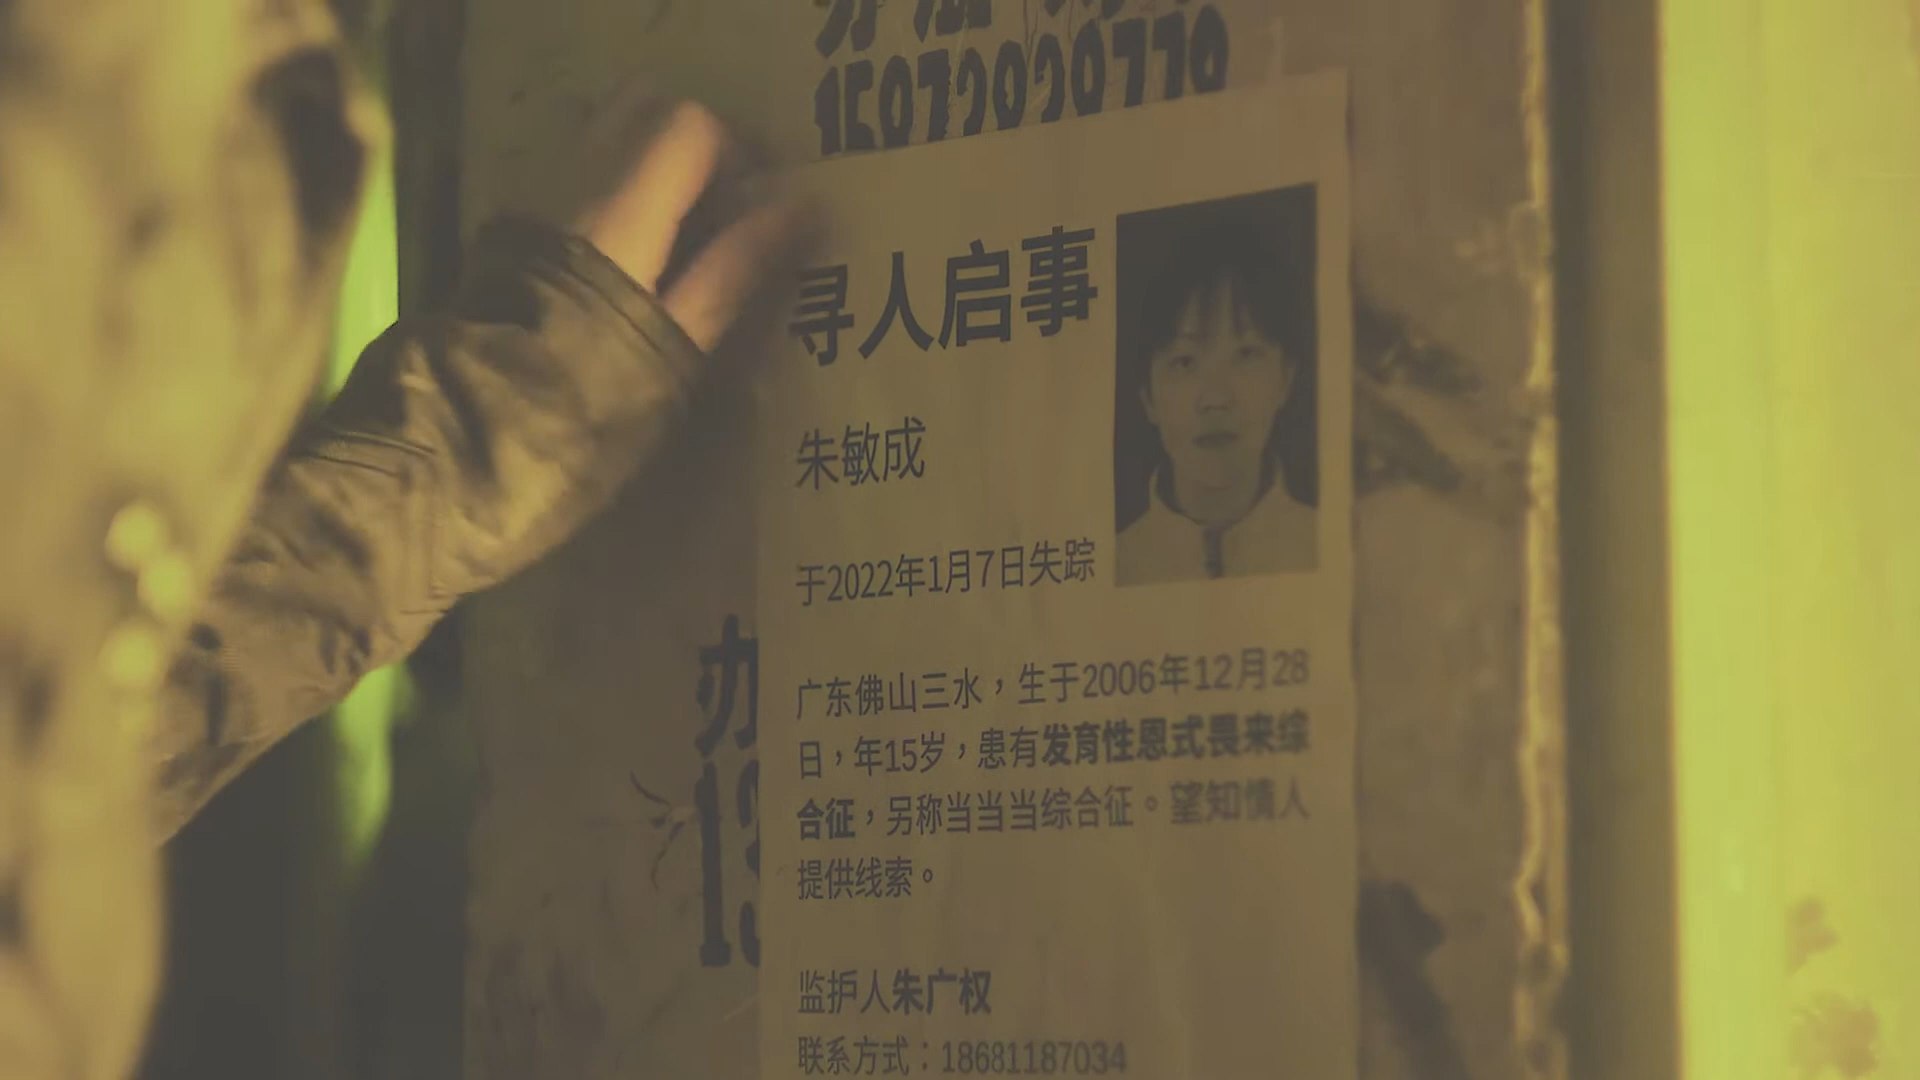 寻人启事
朱敏成
于2022年1月7日失踪
广东佛山三水，生于2006年12月28
日，年15岁，患有发育性恩式畏来综
合征，另称当当当综合征。望知情人
提供线索。
监护人朱广权
联系方式：18681187034
办
13